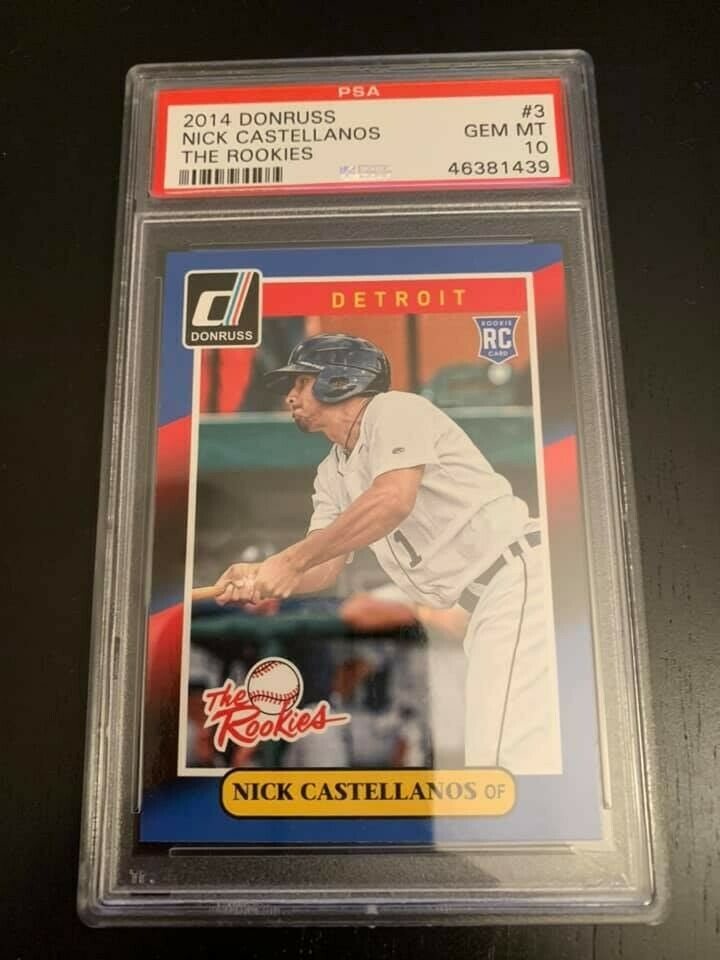 PSA
2014 DONRUSS #3
NICK CASTELLANOS GEM MT
THE ROOKIES 10
46381439
DONRUSS
DETROIT
ROOKIE
RC
CARD
1
The
Rookies
NICK CASTELLANOS OF